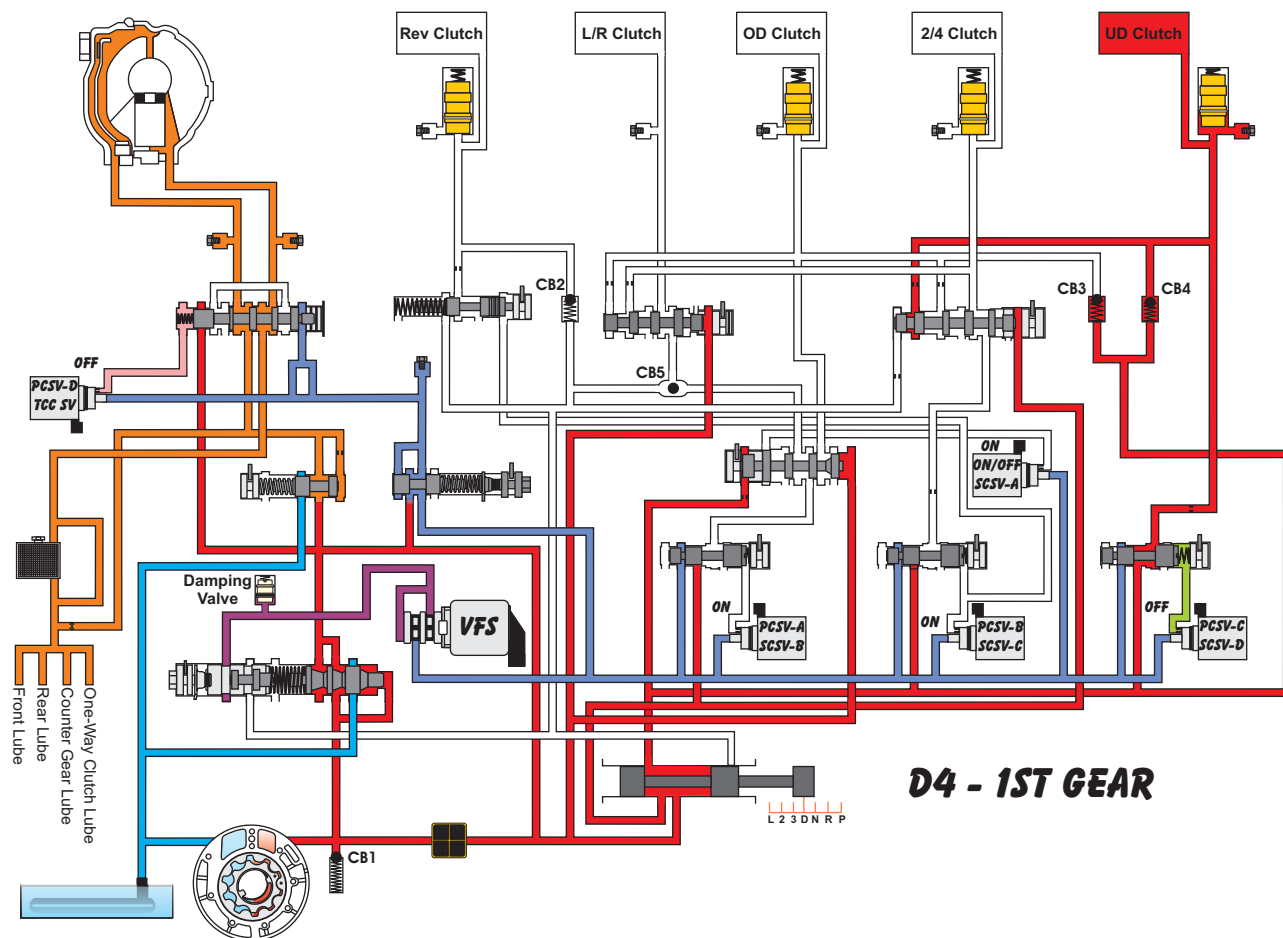 Rev Clutch
L/R Clutch
OD Clutch
2/4 Clutch
UD Clutch
CB2
CB3
CB4
OFF
PCSV-D
TCC SV
CB5
ON
ON/OFF
SCSV-A
Damping
Valve
VFS
ON
PCSV-A
SCSV-B
ON
PCSV-B
SCSV-C
OFF
PCSV-C
SCSV-D
Front Lube
Rear Lube
Counter Gear Lube
One-Way Clutch Lube
D4 - 1ST GEAR
L 2 3 D N R P
CB1